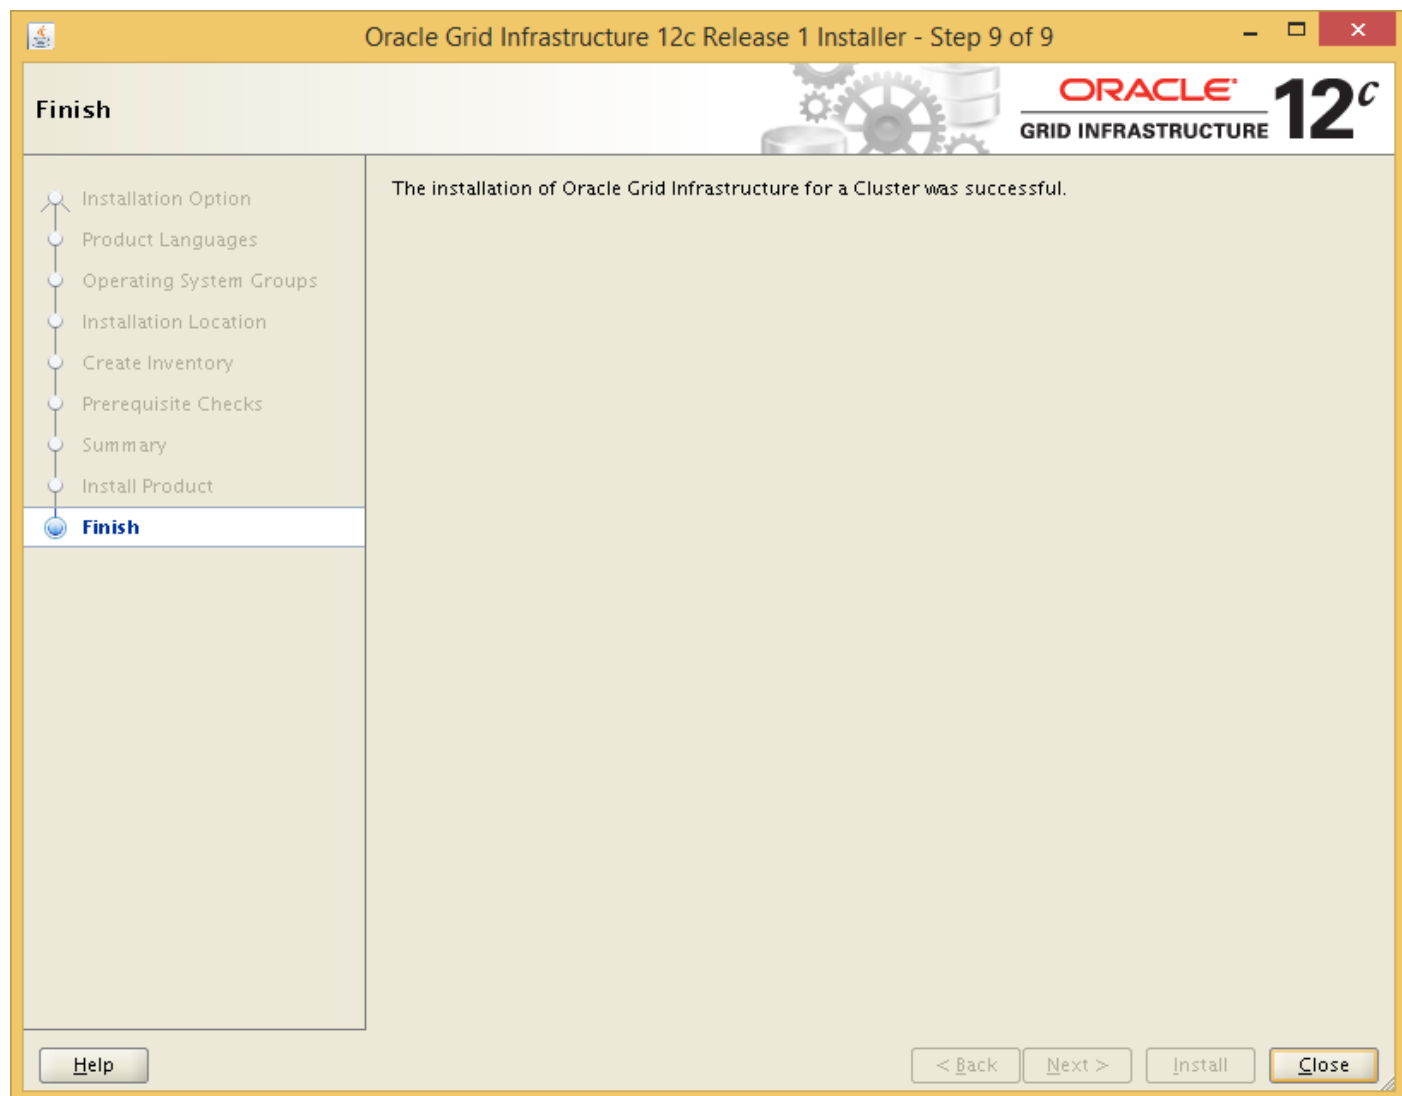 Oracle Grid Infrastructure 12c Release 1 Installer - Step 9 of 9
Finish
ORACLE
GRID INFRASTRUCTURE
12c
Installation Option
Product Languages
Operating System Groups
Installation Location
Create Inventory
Prerequisite Checks
Summary
Install Product
Finish
The installation of Oracle Grid Infrastructure for a Cluster was successful.
Help
< Back
Next >
Install
Close